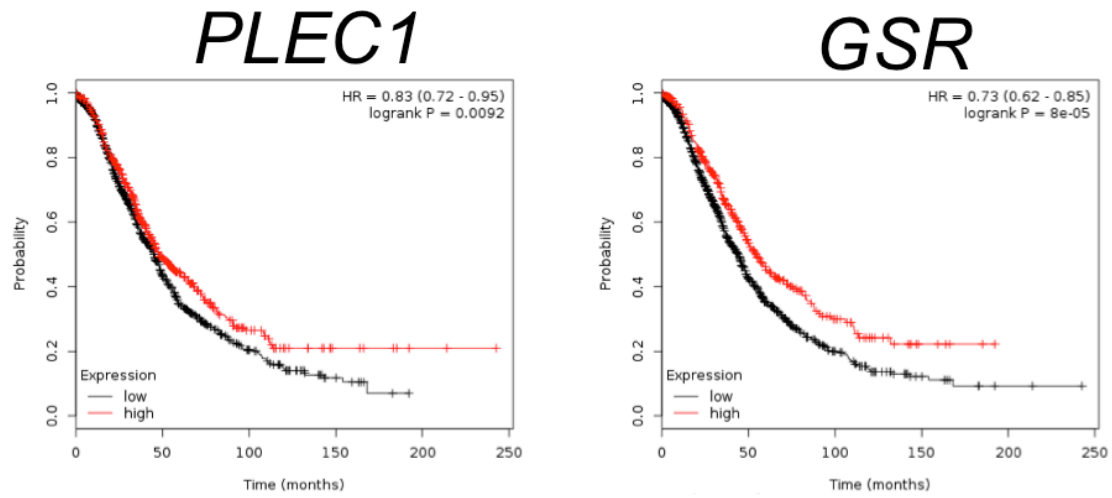 PLEC1
HR = 0.83 (0.72 - 0.95)
logrank P = 0.0092
Probability
1.0
0.8
0.6
0.4
0.2
0.0
Expression
low
high
0 50 100 150 200 250
Time (months)
GSR
HR = 0.73 (0.62 - 0.85)
logrank P = 8e-05
Probability
1.0
0.8
0.6
0.4
0.2
0.0
Expression
low
high
0 50 100 150 200 250
Time (months)